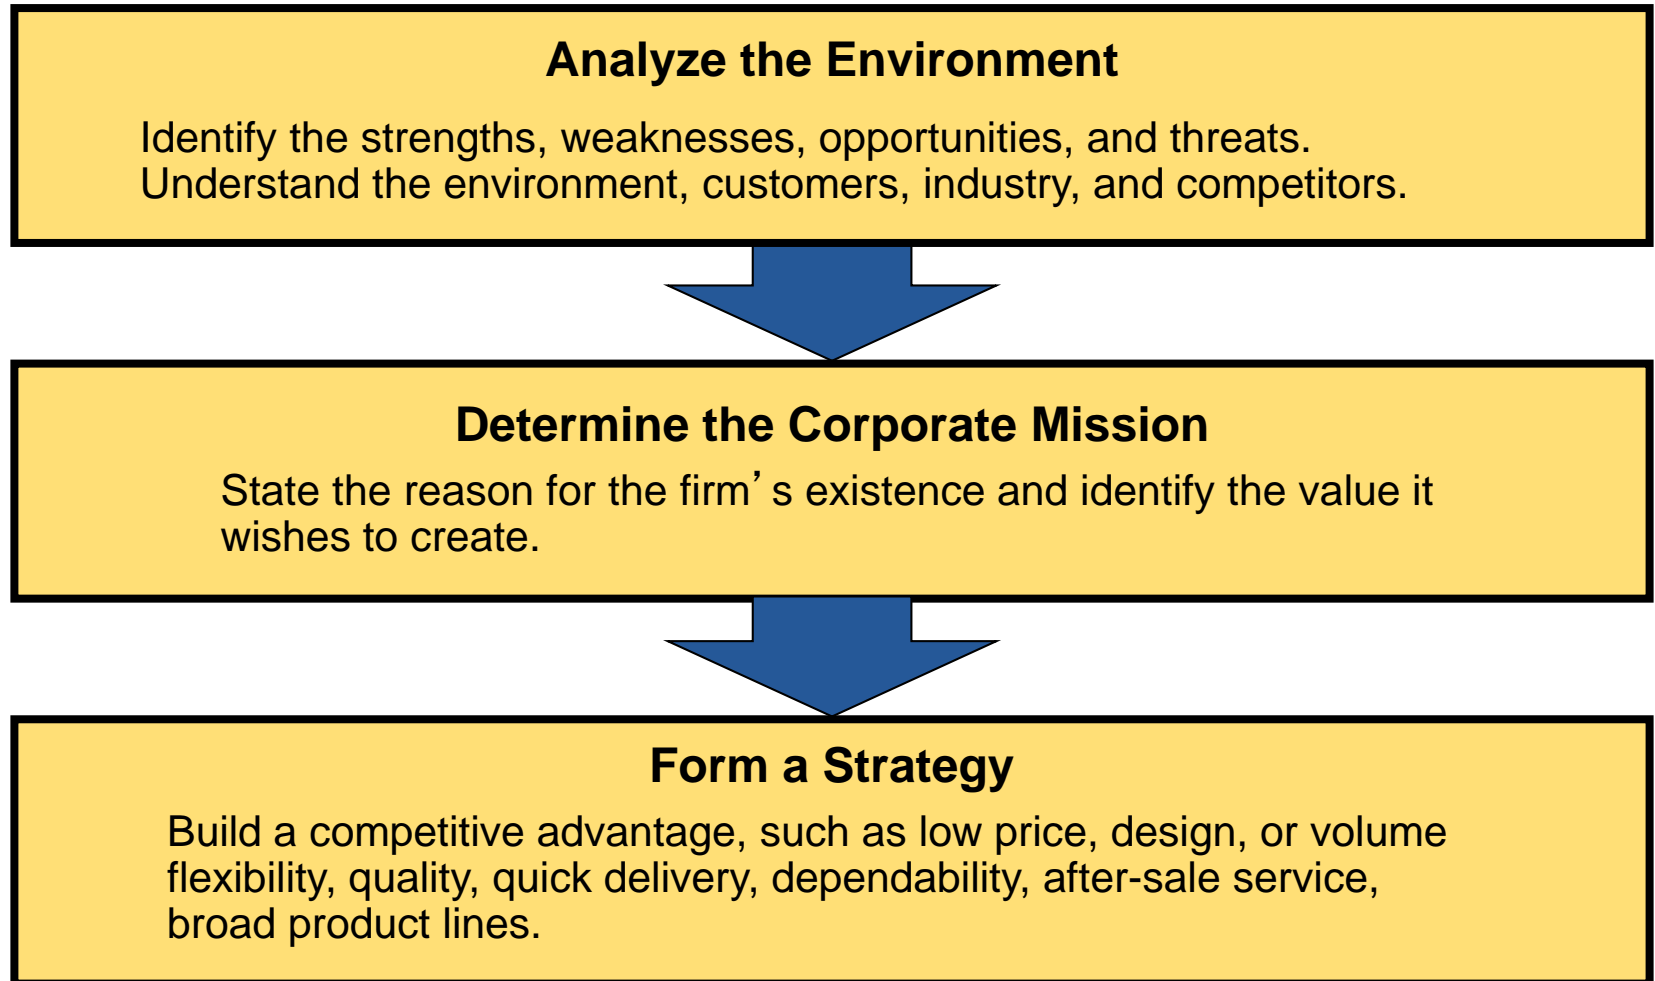 Analyze the Environment
Identify the strengths, weaknesses, opportunities, and threats.
Understand the environment, customers, industry, and competitors.
Determine the Corporate Mission
State the reason for the firm’s existence and identify the value it
wishes to create.
Form a Strategy
Build a competitive advantage, such as low price, design, or volume
flexibility, quality, quick delivery, dependability, after-sale service,
broad product lines.